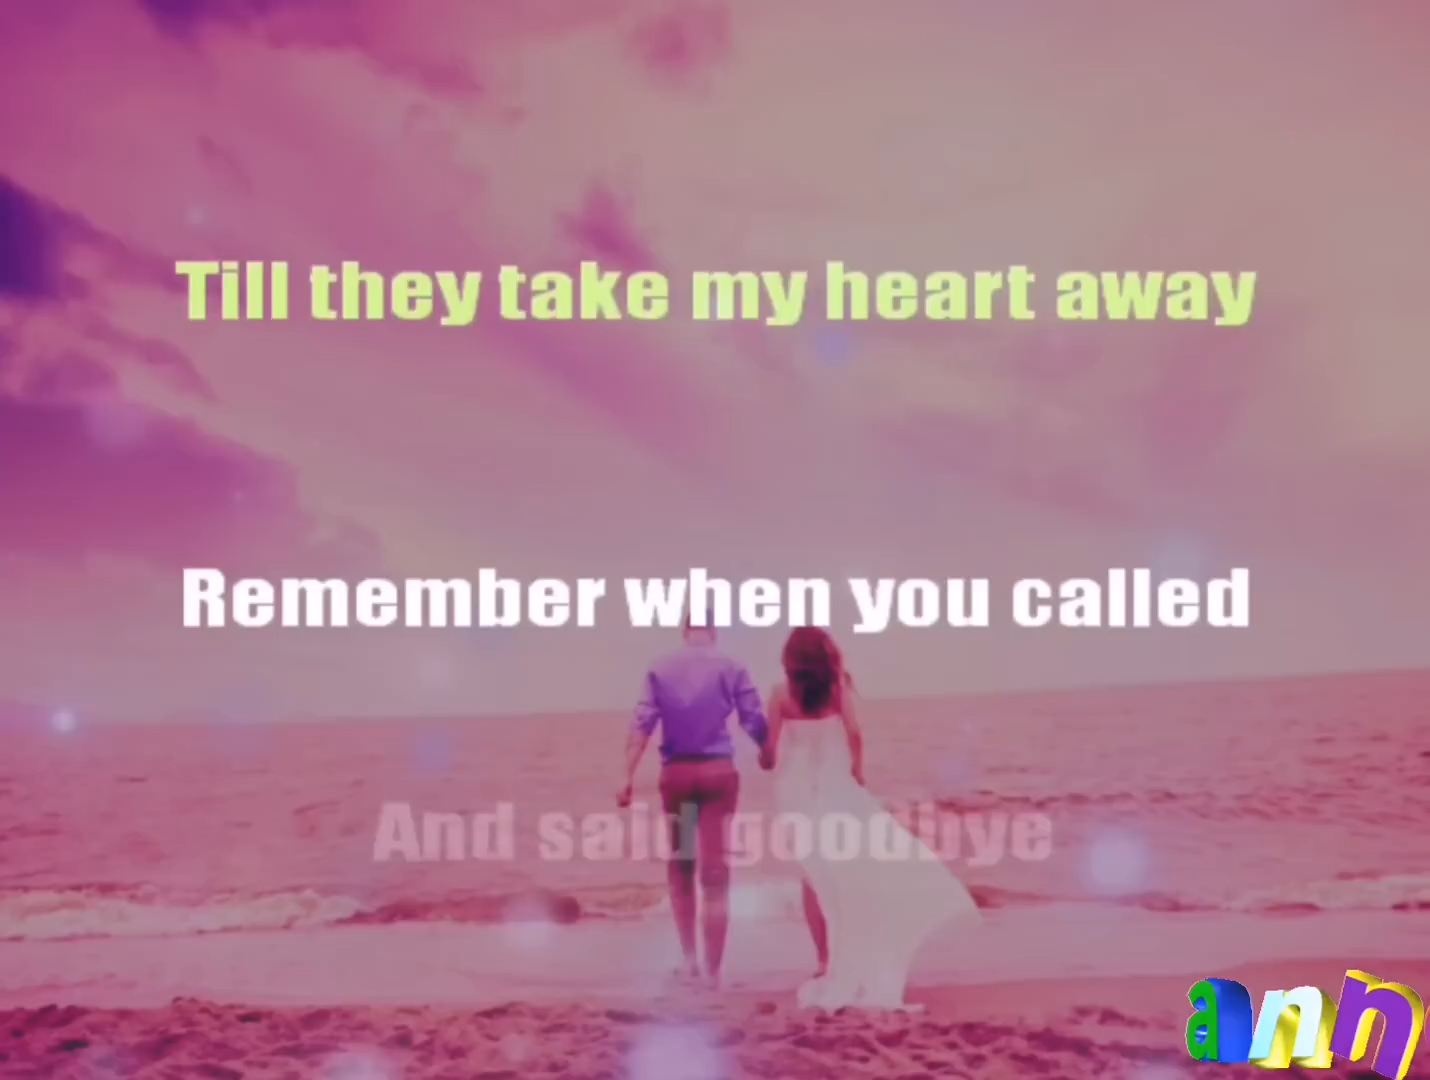 Till they take my heart away
Remember when you called
And said goodbye
ann